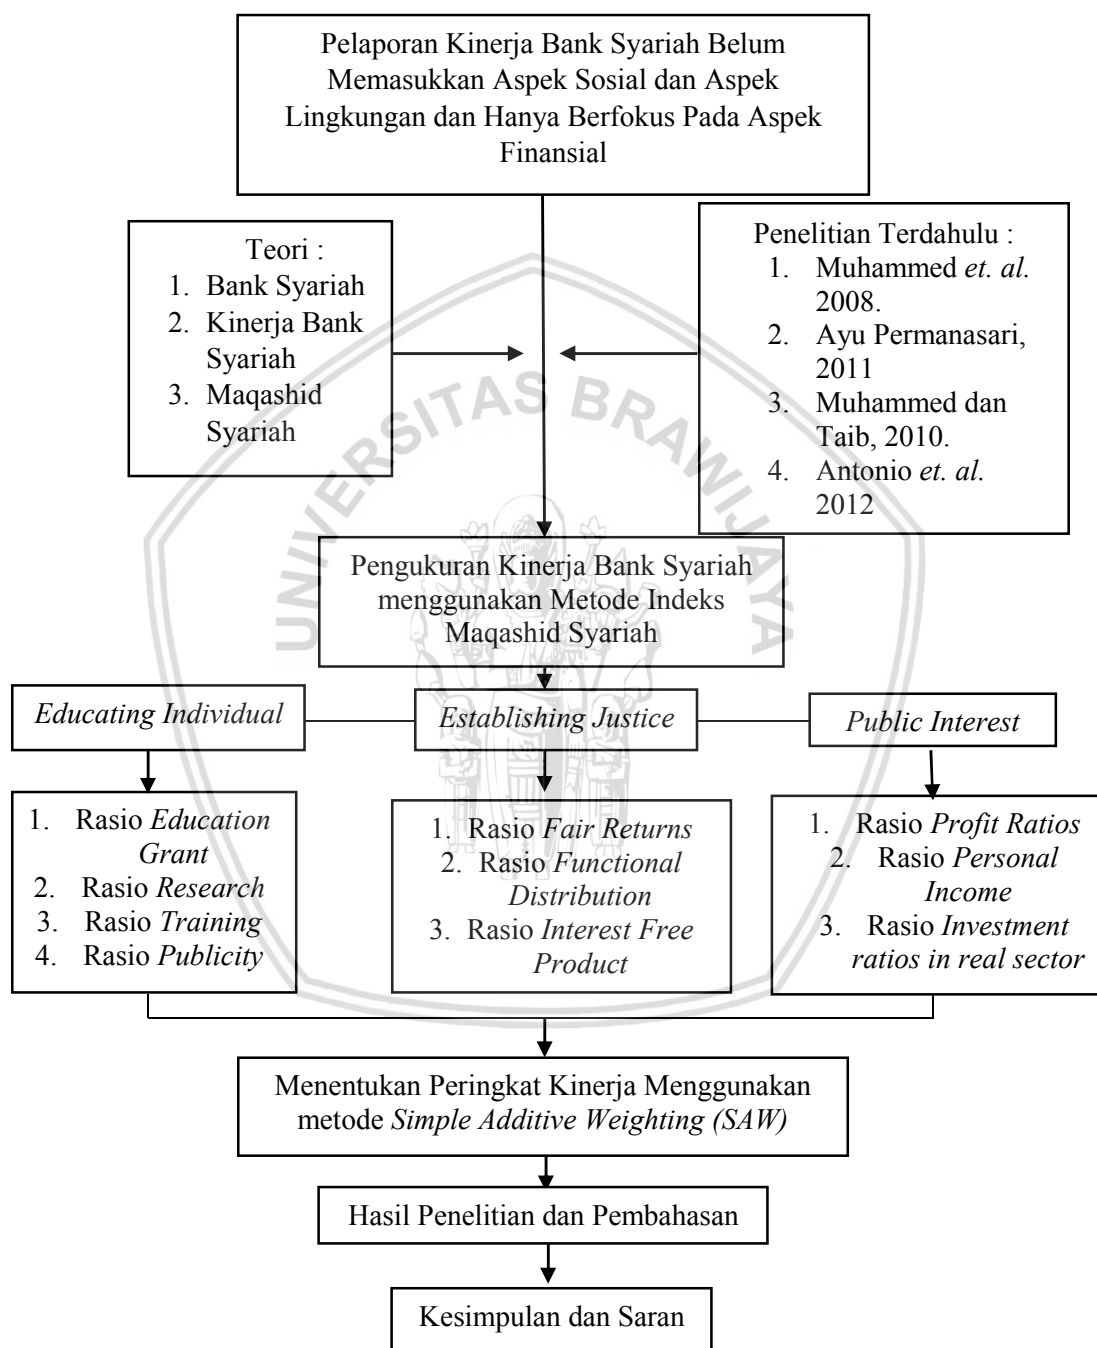 Pelaporan Kinerja Bank Syariah Belum
Memasukkan Aspek Sosial dan Aspek
Lingkungan dan Hanya Berfokus Pada Aspek
Finansial
Teori :
1. Bank Syariah
2. Kinerja Bank
Syariah
3. Maqashid
Syariah
Penelitian Terdahulu :
1. Muhammed et. al.
2008.
2. Ayu Permanasari,
2011
3. Muhammed dan
Taib, 2010.
4. Antonio et. al.
2012
UNIVERSITAS BRAWIJAYA
Pengukuran Kinerja Bank Syariah
menggunakan Metode Indeks
Maqashid Syariah
Educating Individual
Establishing Justice
Public Interest
1. Rasio Education
Grant
2. Rasio Research
3. Rasio Training
4. Rasio Publicity
1. Rasio Fair Returns
2. Rasio Functional
Distribution
3. Rasio Interest Free
Product
1. Rasio Profit Ratios
2. Rasio Personal
Income
3. Rasio Investment
ratios in real sector
Menentukan Peringkat Kinerja Menggunakan
metode Simple Additive Weighting (SAW)
Hasil Penelitian dan Pembahasan
Kesimpulan dan Saran